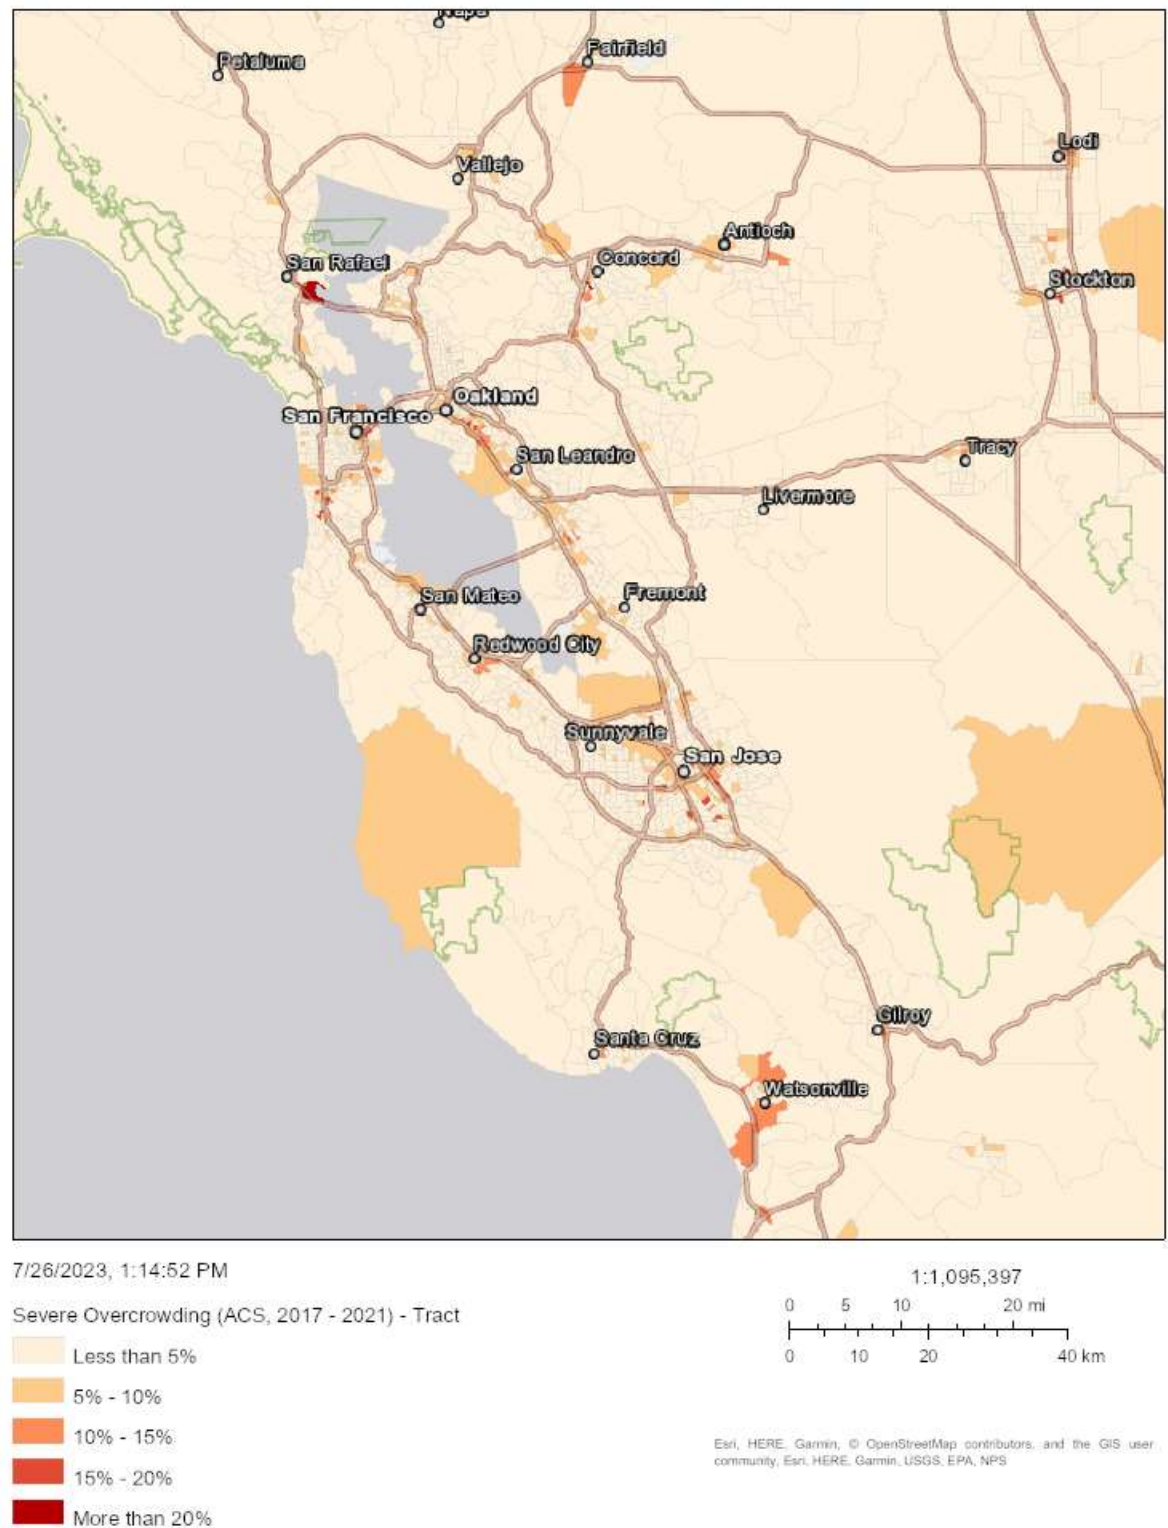 Napa
Petaluma
Fairfield
Vallejo
Lodi
Antioch
San Rafael
Concord
Stockton
Oakland
San Francisco
San Leandro
Tracy
Livermore
San Mateo
Fremont
Redwood City
Sunnyvale
San Jose
Gilroy
Santa Cruz
Watsonville
7/26/2023, 1:14:52 PM
Severe Overcrowding (ACS, 2017 - 2021) - Tract
Less than 5%
5% - 10%
10% - 15%
15% - 20%
More than 20%
1:1,095,397
0 5 10 20 mi
0 10 20 40 km
Esri, HERE, Garmin, © OpenStreetMap contributors, and the GIS user
community, Esri, HERE, Garmin, USGS, EPA, NPS